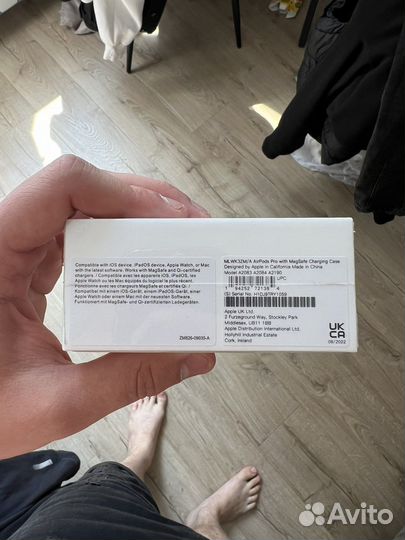 Compatible with iOS device, iPadOS device, Apple Watch, or Mac
with the latest software. Works with MagSafe and Qi-certified
chargers. / Compatible avec les appareils iOS, iPadOS,
Apple Watch ou les Mac équipés du logiciel le plus récent.
Fonctionne avec les chargeurs MagSafe et certifiés Qi. /
Kompatibel mit iOS-Gerät, iPadOS-Gerät,
Apple Watch oder einem Mac mit der neuesten Software.
Funktioniert mit MagSafe- und Qi-zertifizierten Ladegeräten.
ZM826-09035-A
MLWK3ZM/A AirPods Pro with MagSafe Charging Case
Designed by Apple in California Made in China
Model A2083 A2084 A2190
UPC
1 94252 72138 4
(S) Serial No.
Apple UK Ltd.
2 Furzeground Way, Stockley Park
Middlesex, UB11 1BB
Apple Distribution International Ltd.
Hollyhill Industrial Estate
Cork, Ireland
UK
CA
09/2022
Avito